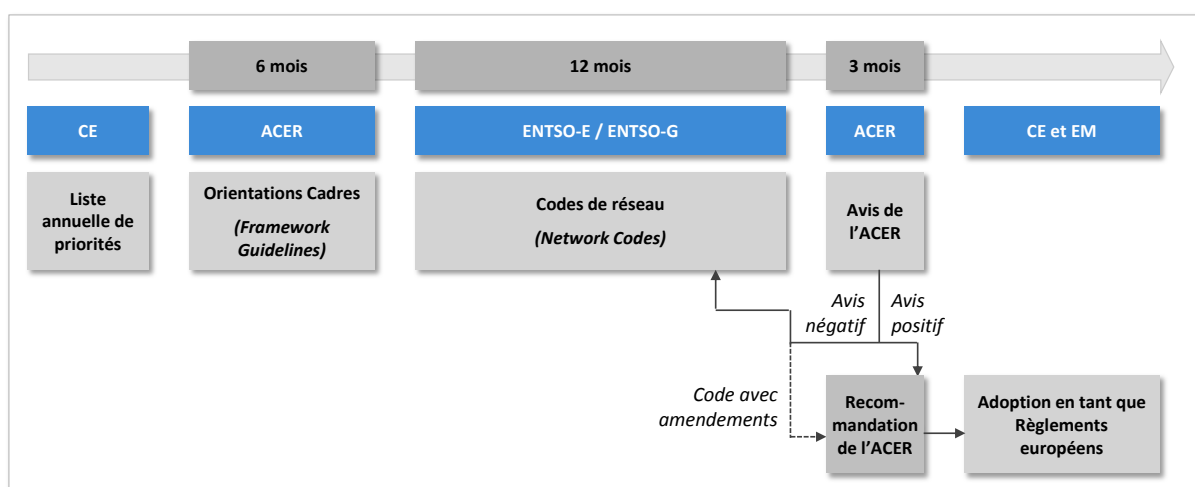 6 mois
12 mois
3 mois
CE
ACER
ENTSO-E / ENTSO-G
ACER
CE et EM
Liste
annuelle de
priorités
Orientations Cadres
(Framework
Guidelines)
Codes de réseau
(Network Codes)
Avis de
l’ACER
Avis
négatif
Avis
positif
Code avec
amendements
Recom-
mandation
de l’ACER
Adoption en tant que
Règlements
européens